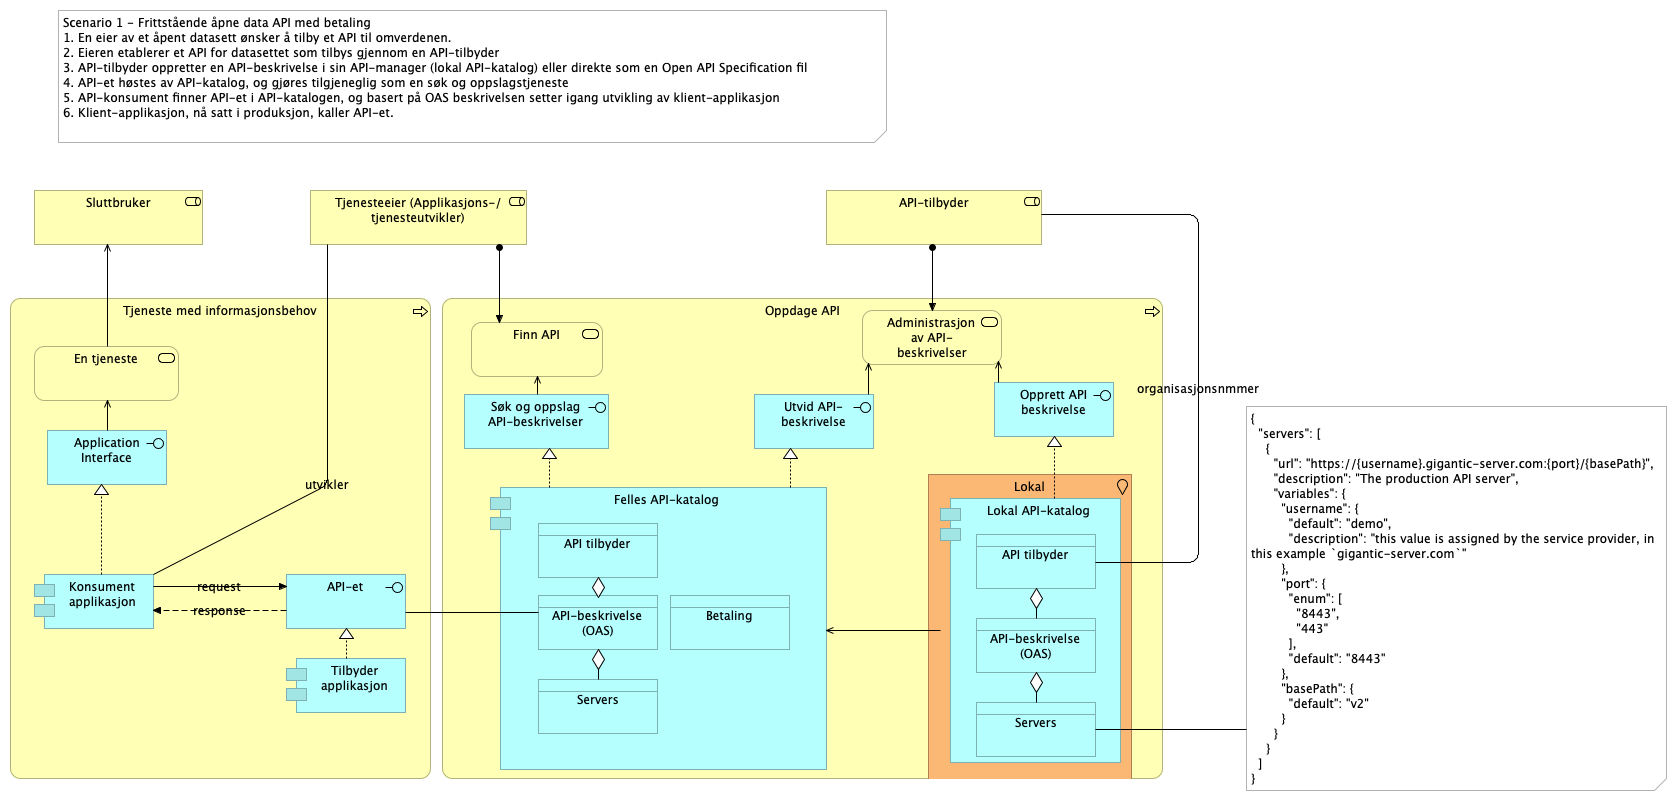 Scenario 1 - Frittstående åpne data API med betaling
1. En eier av et åpent datasett ønsker å tilby et API til omverdenen.
2. Eieren etablerer et API for datasettet som tilbys gjennom en API-tilbyder
3. API-tilbyder oppretter en API-beskrivelse i sin API-manager (lokal API-katalog) eller direkte som en Open API Specification fil
4. API-et høstes av API-katalog, og gjøres tilgjeneglig som en søk og oppslagstjeneste
5. API-konsument finner API-et i API-katalogen, og basert på OAS beskrivelsen setter igang utvikling av klient-applikasjon
6. Klient-applikasjon, nå satt i produksjon, kaller API-et.
Sluttbruker
Tjenesteeier (Applikasjons-/
tjenesteutvikler)
API-tilbyder
Tjeneste med informasjonsbehov
En tjeneste
Application
Interface
utvikler
Konsument
applikasjon
request
response
API-et
Tilbyder
applikasjon
Oppdage API
Finn API
Administrasjon
av API-
beskrivelser
Søk og oppslag
API-beskrivelser
Utvid API-
beskrivelse
Opprett API
beskrivelse
organisasjonsnmmer
Felles API-katalog
API tilbyder
API-beskrivelse
(OAS)
Betaling
Servers
Lokal
Lokal API-katalog
API tilbyder
API-beskrivelse
(OAS)
Servers
{
"servers": [
{
"url": "https://{username}.gigantic-server.com:{port}/{basePath}",
"description": "The production API server",
"variables": {
"username": {
"default": "demo",
"description": "this value is assigned by the service provider, in
this example `gigantic-server.com`"
},
"port": {
"enum": [
"8443",
"443"
],
"default": "8443"
},
"basePath": {
"default": "v2"
}
}
}
]
}